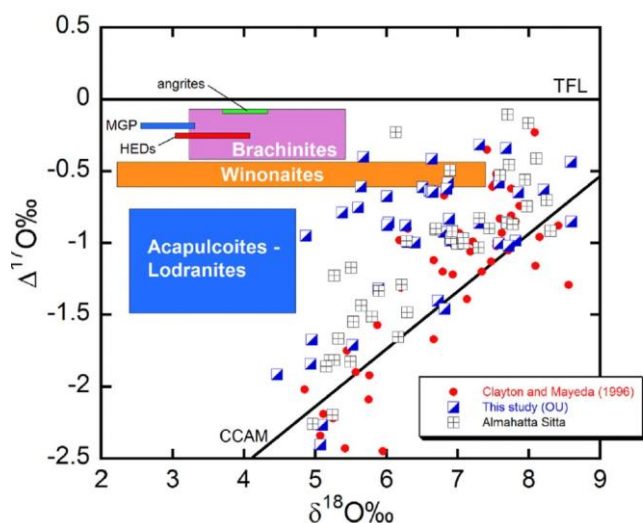 0.5
0
-0.5
-1
-1.5
-2
-2.5
Δ¹⁷O‰
TFL
angrites
MGP
HEDs
Brachinites
Winonaites
Acapulcoites -
Lodranites
CCAM
Clayton and Mayeda (1996)
This study (OU)
Almahatta Sitta
2 3 4 5 6 7 8 9
δ¹⁸O‰